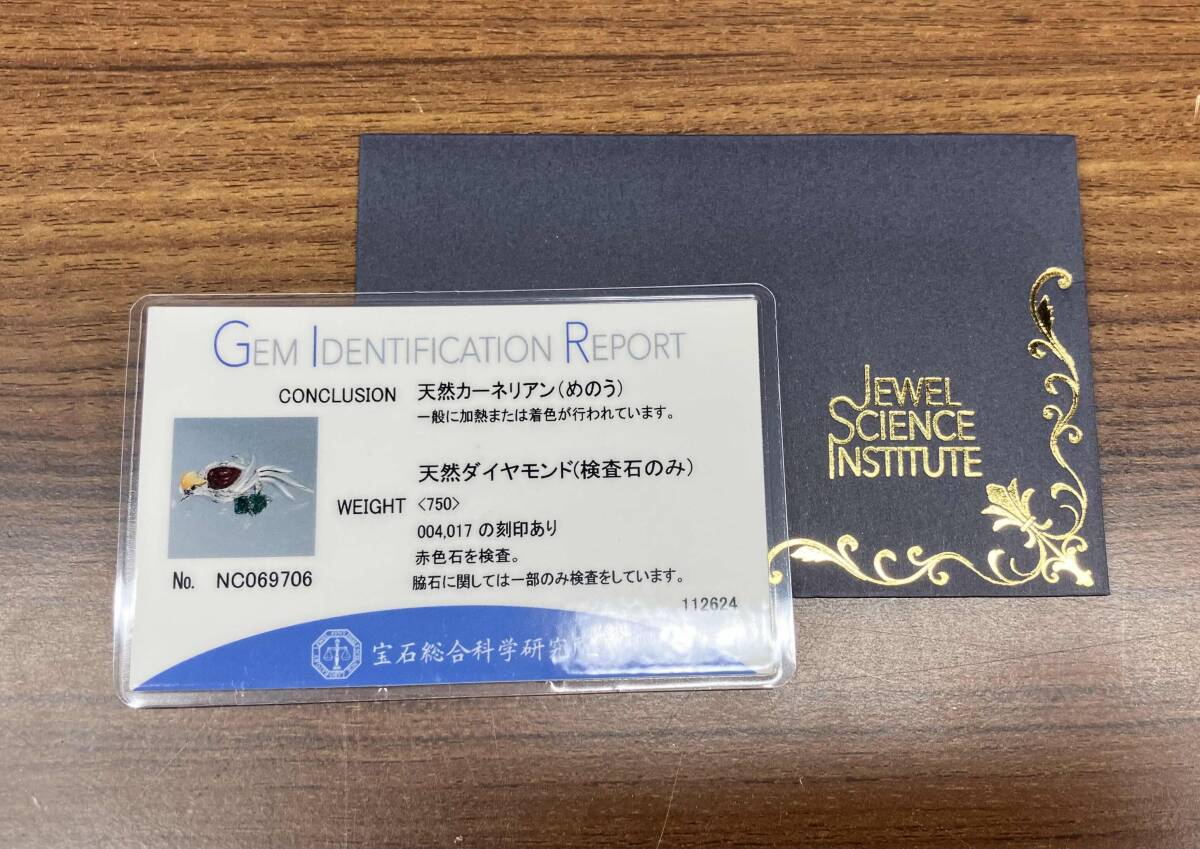 GEM IDENTIFICATION REPORT
CONCLUSION 天然カーネリアン(めのう)
一般に加熱または着色が行われています。
天然ダイヤモンド(検査石のみ)
WEIGHT <750>
004,017 の刻印あり
赤色石を検査。
脇石に関しては一部のみ検査をしています。
No. NC069706
112624
宝石総合科学研究
JEWEL
SCIENCE
INSTITUTE